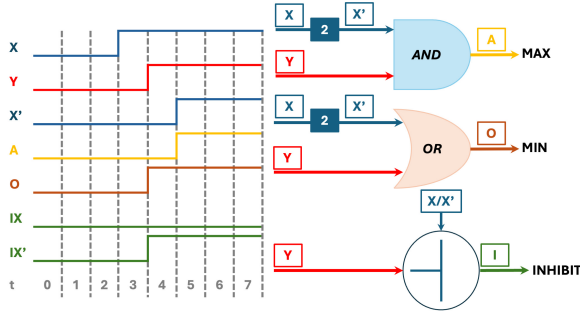 X
Y
X'
A
O
IX
IX'
t 0 1 2 3 4 5 6 7
X 2 X'
Y
AND
A
MAX
X 2 X'
Y
OR
O
MIN
X/X'
Y
I
INHIBIT